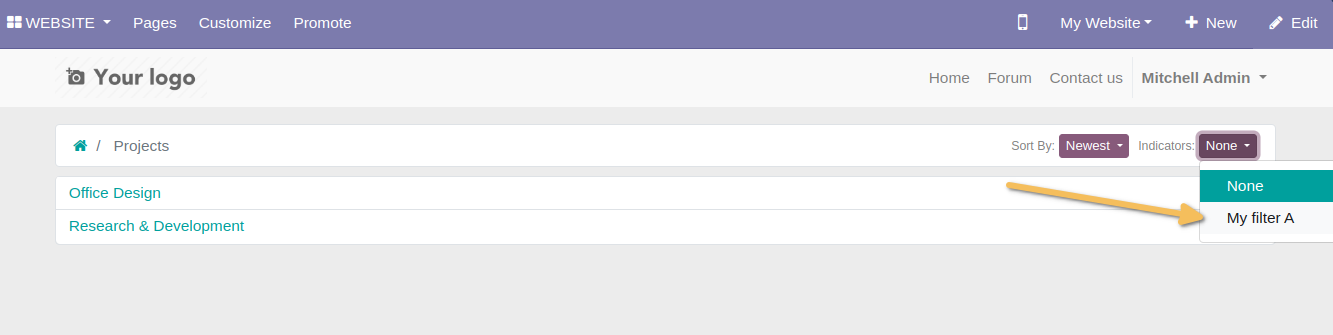 WEBSITE Pages Customize Promote My Website New Edit
Your logo Home Forum Contact us Mitchell Admin
/ Projects Sort By: Newest Indicators: None
None
Office Design
My filter A
Research & Development